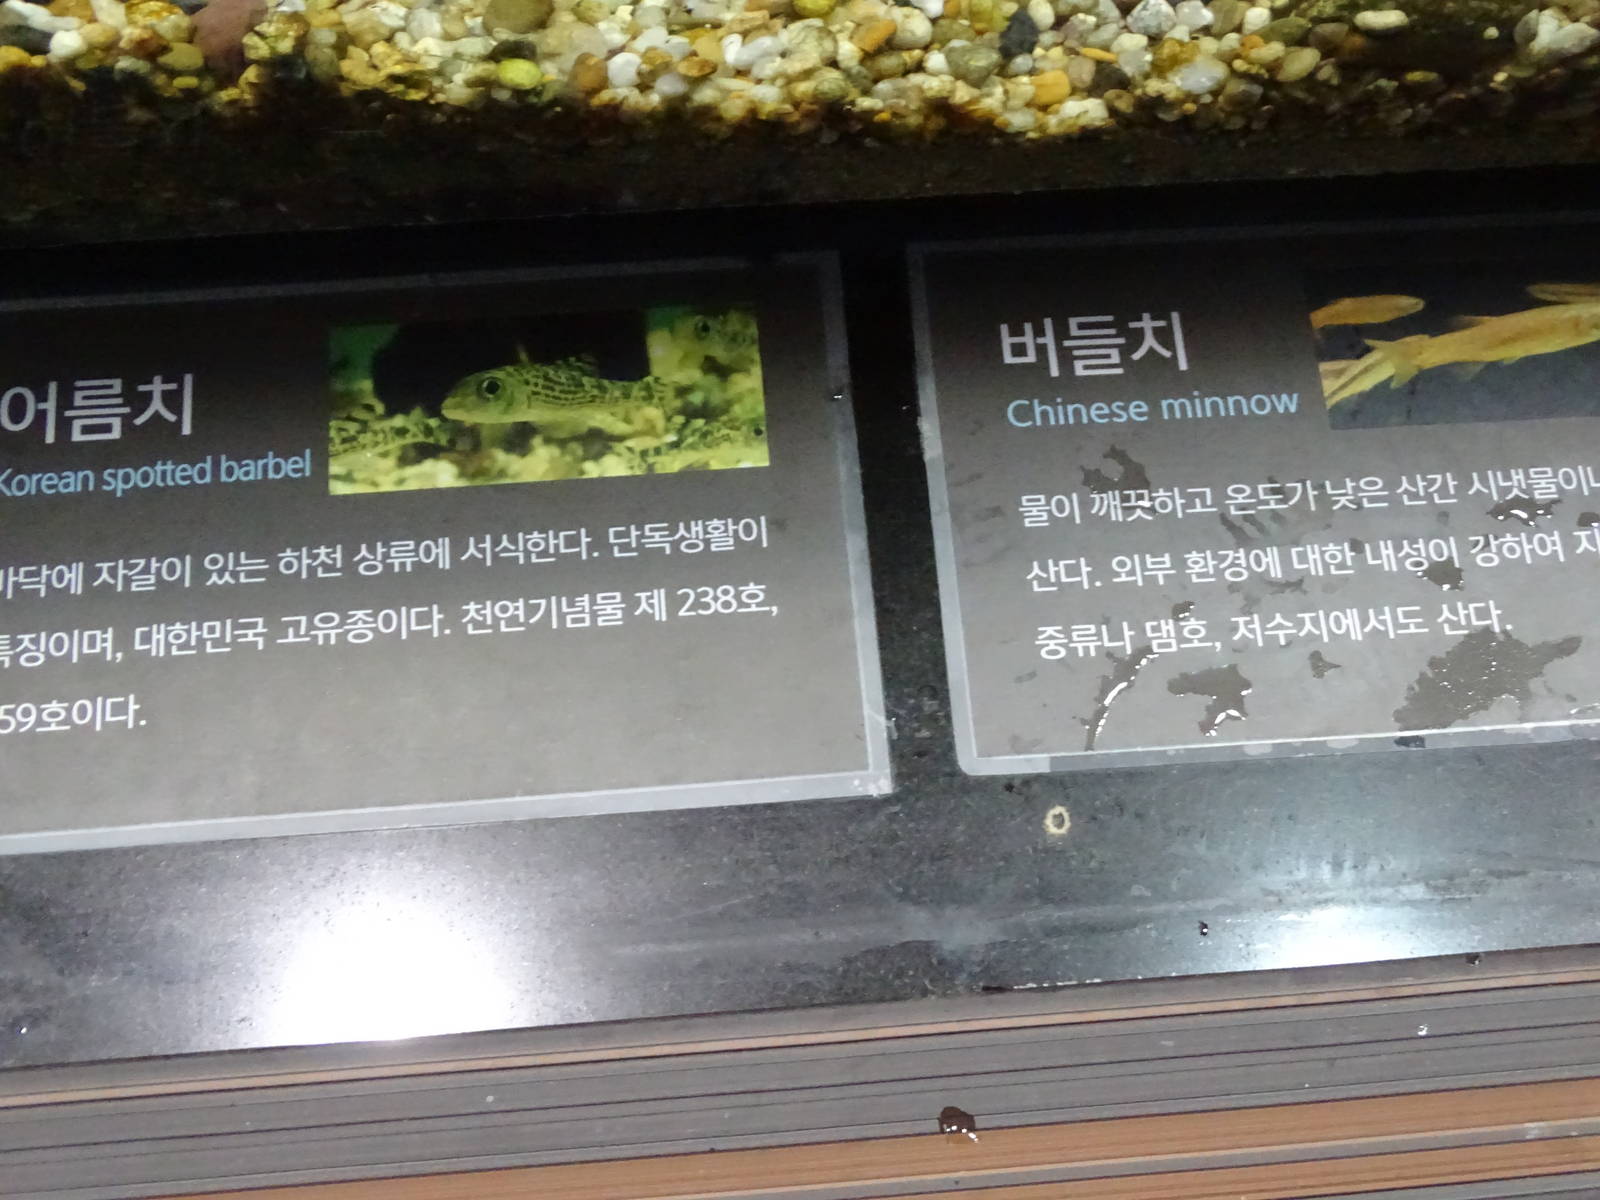 어름치
Korean spotted barbel
바닥에 자갈이 있는 하천 상류에 서식한다. 단독생활이
특징이며, 대한민국 고유종이다. 천연기념물 제 238호,
59호이다.
버들치
Chinese minnow
물이 깨끗하고 온도가 낮은 산간 시냇물이나
산다. 외부 환경에 대한 내성이 강하여
중류나 댐호, 저수지에서도 산다.